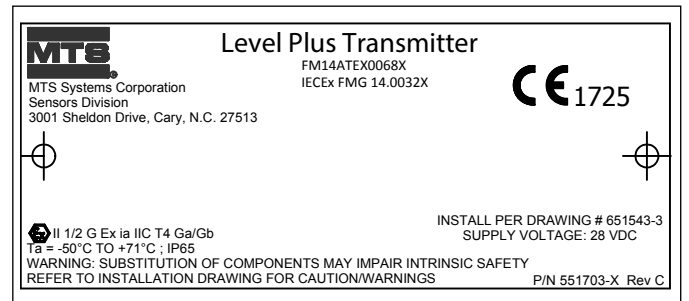 MTS
Level Plus Transmitter
FM14ATEX0068X
IECEx FMG 14.0032X
CE 1725
MTS Systems Corporation
Sensors Division
3001 Sheldon Drive, Cary, N.C. 27513
INSTALL PER DRAWING # 651543-3
SUPPLY VOLTAGE: 28 VDC
Ex II 1/2 G Ex ia IIC T4 Ga/Gb
Ta = -50°C TO +71°C ; IP65
WARNING: SUBSTITUTION OF COMPONENTS MAY IMPAIR INTRINSIC SAFETY
REFER TO INSTALLATION DRAWING FOR CAUTION/WARNINGS
P/N 551703-X Rev C